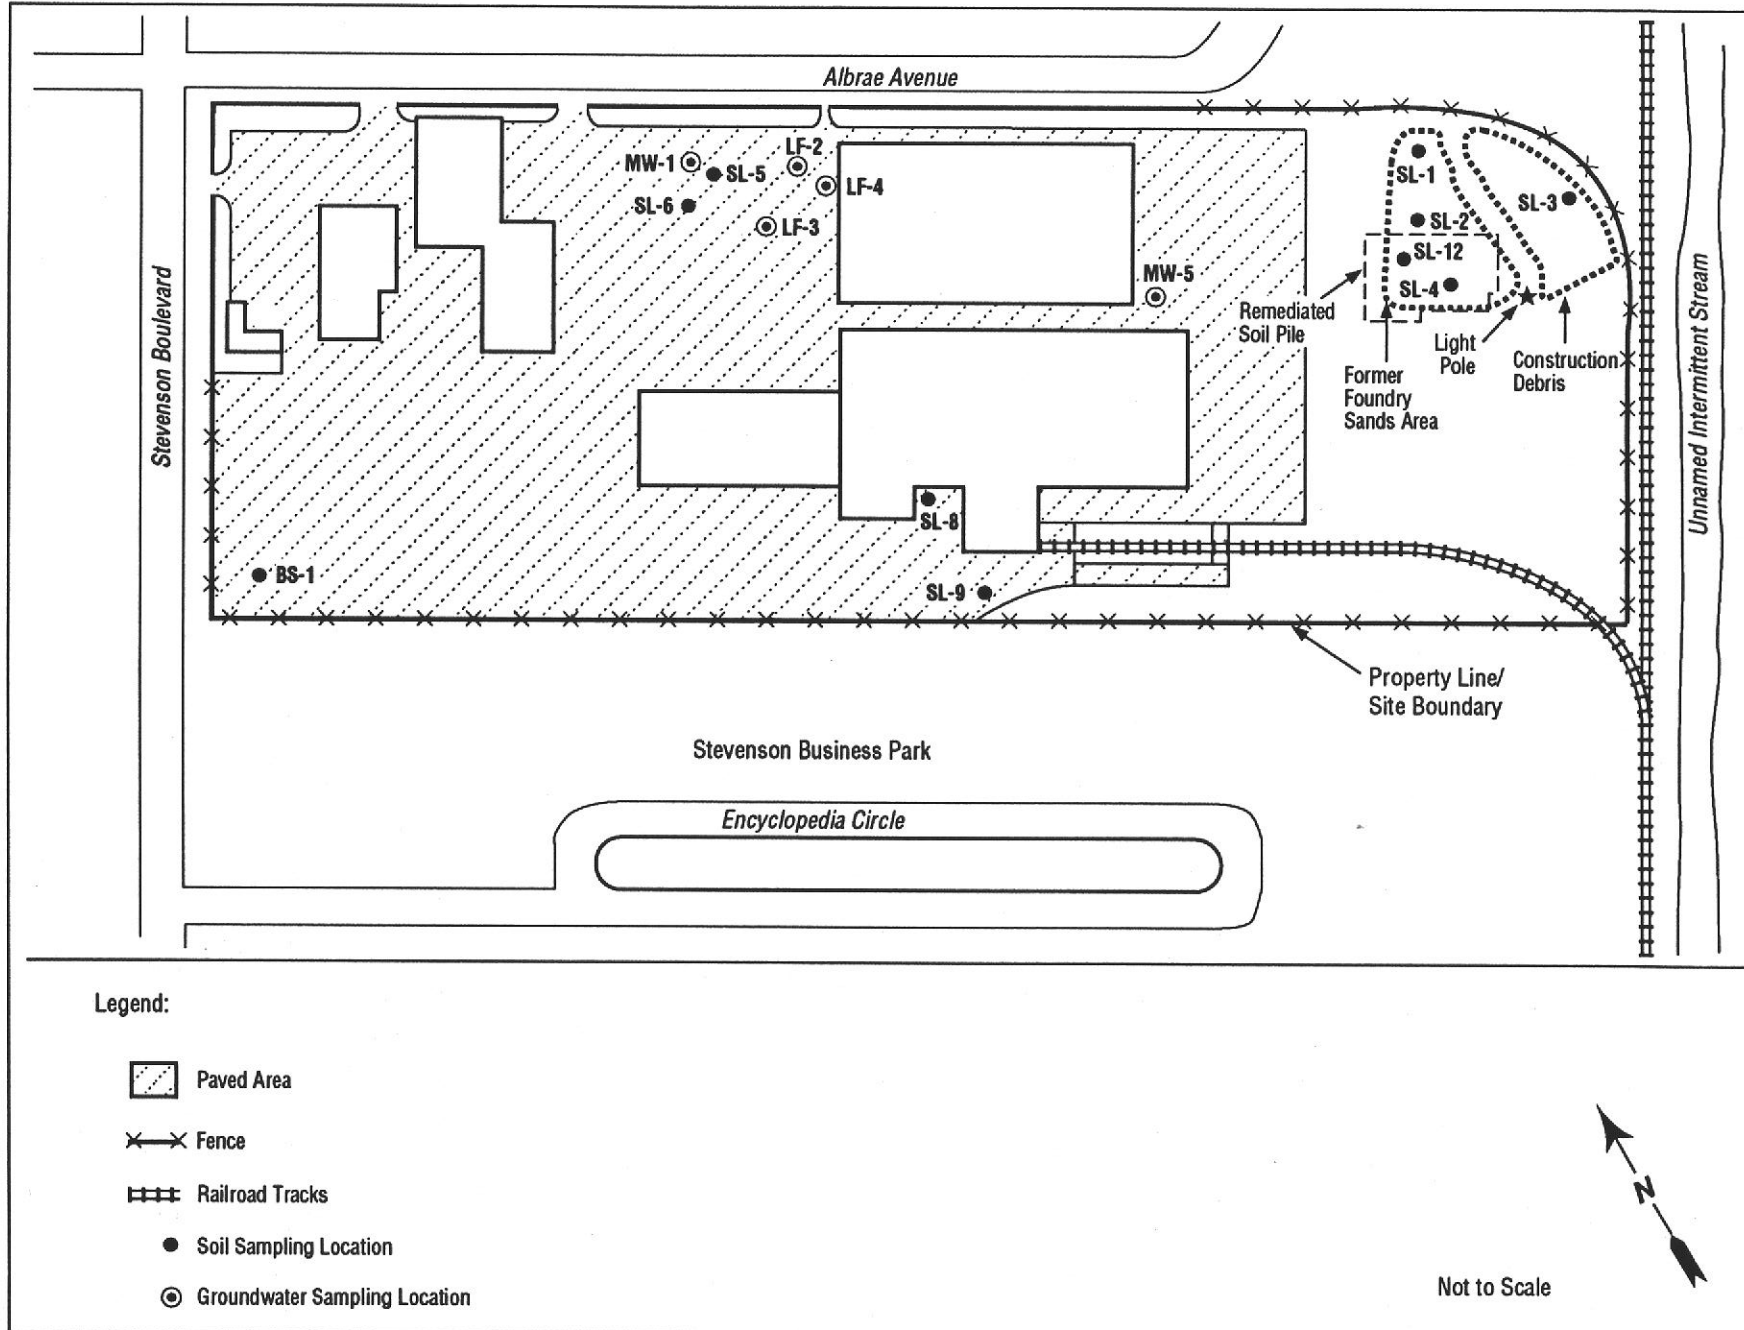 Albrae Avenue
MW-1
SL-5
LF-2
LF-4
SL-6
LF-3
MW-5
SL-1
SL-2
SL-3
SL-12
SL-4
Remediated
Soil Pile
Former
Foundry
Sands Area
Light
Pole
Construction
Debris
Stevenson Boulevard
Unnamed Intermittent Stream
SL-8
BS-1
SL-9
Property Line/
Site Boundary
Stevenson Business Park
Encyclopedia Circle
Legend:
Paved Area
Fence
Railroad Tracks
Soil Sampling Location
Groundwater Sampling Location
N
Not to Scale